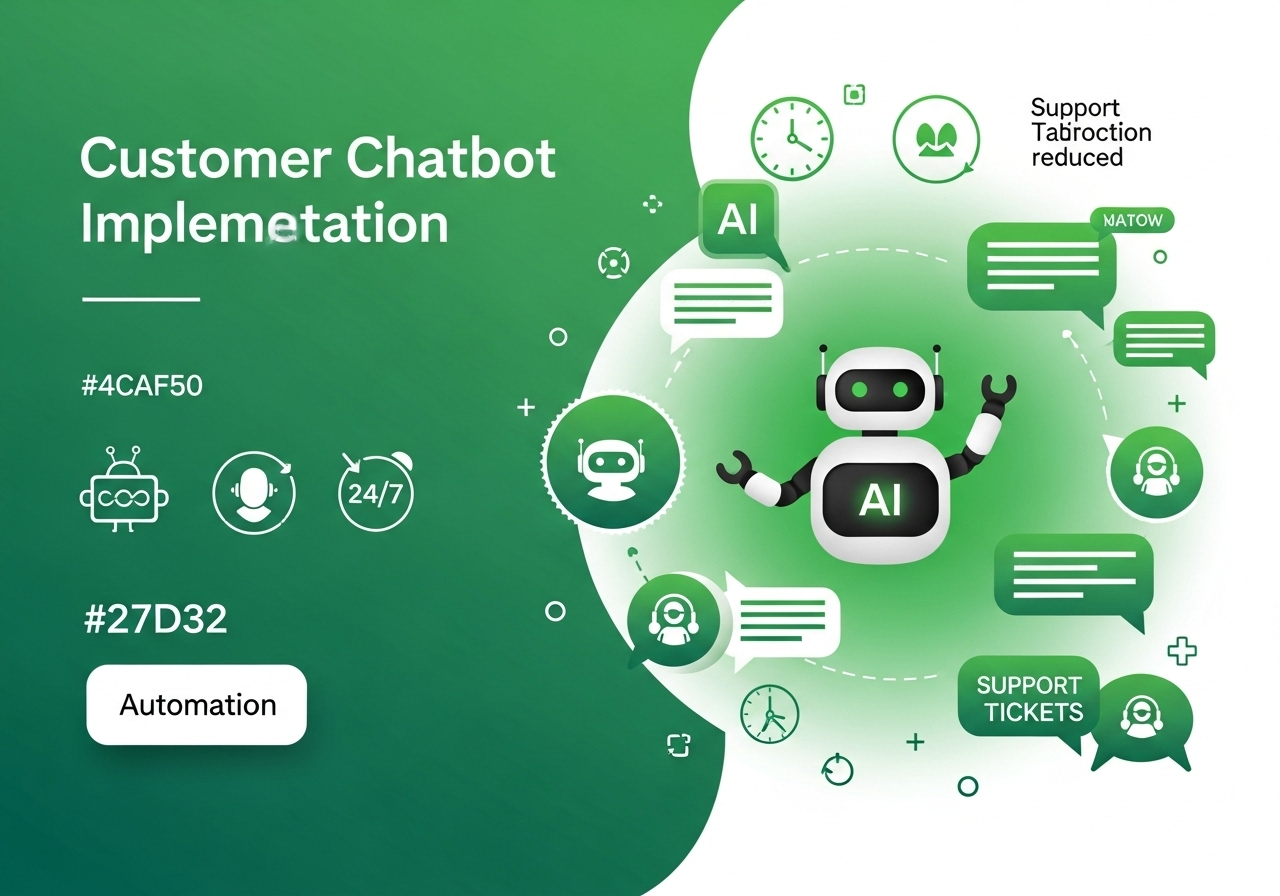 Customer Chatbot
Implemetation
#4CAF50
24/7
#27D32
Automation
Support
Tabroction
reduced
AI
NATOW
AI
SUPPORT
TICKETS